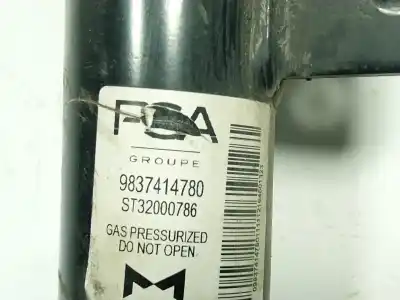 PSA
GROUPE
9837414780
ST32000786
GAS PRESSURIZED
DO NOT OPEN